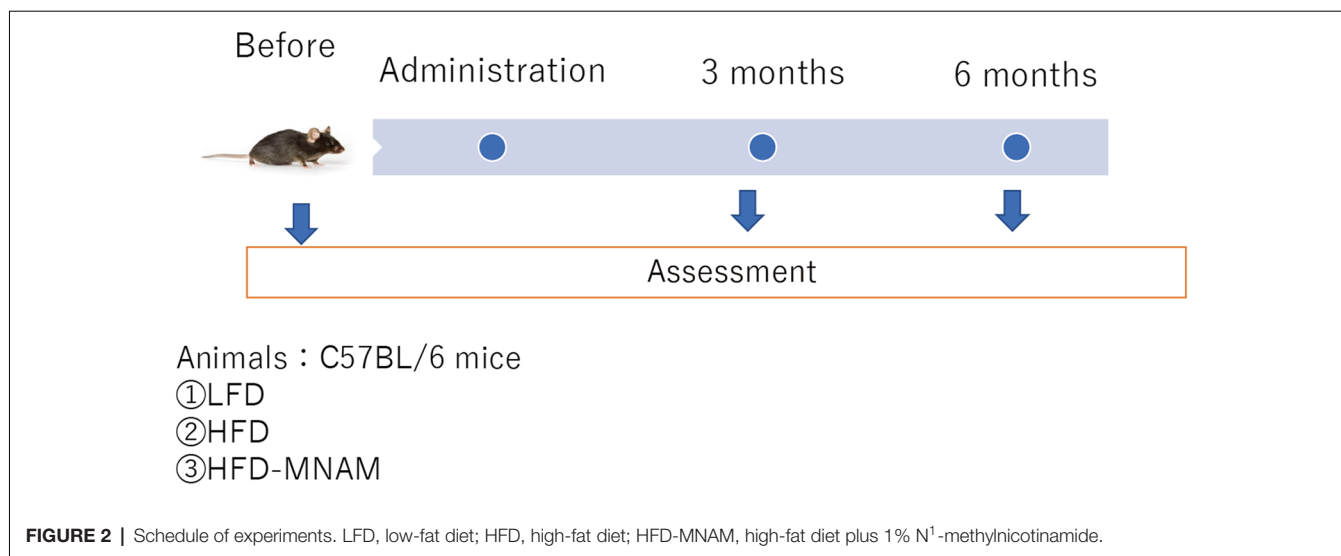 Before
Administration 3 months 6 months
Assessment
Animals：C57BL/6 mice
①LFD
②HFD
③HFD-MNAM
FIGURE 2 | Schedule of experiments. LFD, low-fat diet; HFD, high-fat diet; HFD-MNAM, high-fat diet plus 1% N¹-methylnicotinamide.